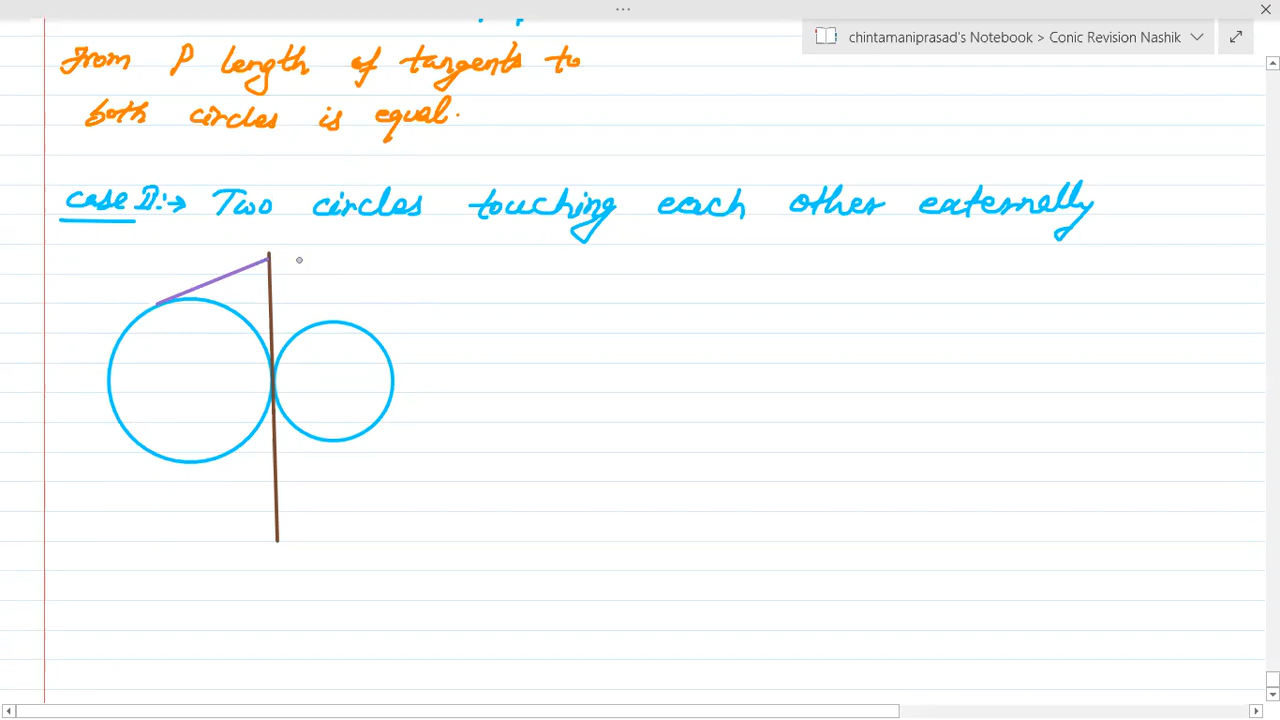 chintamaniprasad's Notebook > Conic Revision Nashik
From P length of tangents to
both circles is equal.
case II :→ Two circles touching each other externally